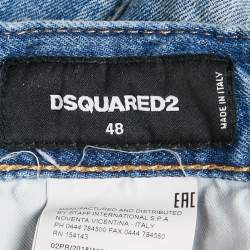 DSQUARED2
48
MADE IN ITALY
EAC
MANUFACTURED AND DISTRIBUTED
BY STAFF INTERNATIONAL S.P.A.
NOVENTA VICENTINA - ITALY
PH 0444 784500 FAX 0444 784580
RN 154143